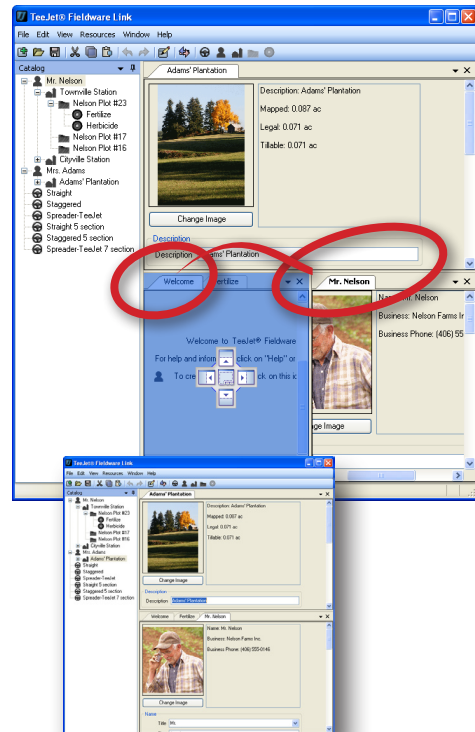 TeeJet® Fieldware Link
File Edit View Resources Window Help
Catalog
Adams' Plantation
Mr. Nelson
Townville Station
Nelson Plot #23
Fertilize
Herbicide
Nelson Plot #17
Nelson Plot #16
Cityville Station
Mrs. Adams
Adams' Plantation
Straight
Staggered
Spreader-TeeJet
Straight 5 section
Staggered 5 section
Spreader-TeeJet 7 section
Description: Adams' Plantation
Mapped: 0.087 ac
Legal: 0.071 ac
Tillable: 0.071 ac
Change Image
Description
Description Adams' Plantation
Welcome Fertilize
Welcome to TeeJet® Fieldware
For help and inform click on "Help" or
To cre ck on this ic
Mr. Nelson
Name: Mr. Nelson
Business: Nelson Farms Ir
Business Phone: (406) 55
ge Image
TeeJet® Fieldware Link
File Edit View Resources Window Help
Catalog
Adams' Plantation
Mr. Nelson
Townville Station
Nelson Plot #23
Fertilize
Herbicide
Nelson Plot #17
Nelson Plot #16
Cityville Station
Mrs. Adams
Adams' Plantation
Straight
Staggered
Spreader-TeeJet
Straight 5 section
Staggered 5 section
Spreader-TeeJet 7 section
Description: Adams' Plantation
Mapped: 0.087 ac
Legal: 0.071 ac
Tillable: 0.071 ac
Change Image
Description
Description Adams' Plantation
Welcome Fertilize Mr. Nelson
Name: Mr. Nelson
Business: Nelson Farms Inc.
Business Phone: (406) 555-0146
Change Image
Name
Title Mr.